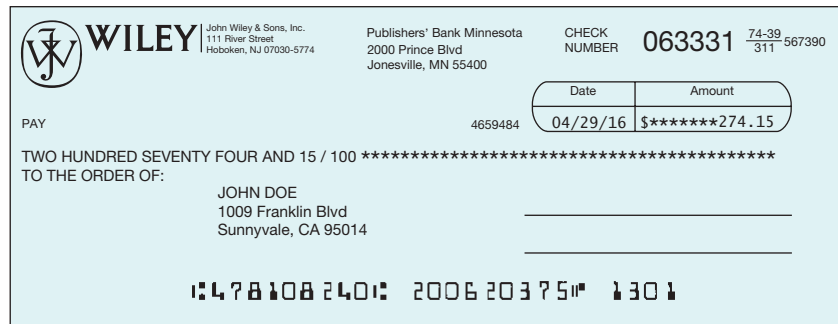 JW
WILEY
John Wiley & Sons, Inc.
111 River Street
Hoboken, NJ 07030-5774
Publishers' Bank Minnesota
2000 Prince Blvd
Jonesville, MN 55400
CHECK
NUMBER
063331
74-39
311
567390
Date
Amount
PAY
4659484
04/29/16
$*******274.15
TWO HUNDRED SEVENTY FOUR AND 15 / 100 ******************************************
TO THE ORDER OF:
JOHN DOE
1009 Franklin Blvd
Sunnyvale, CA 95014
⑆478108240⑆ 200620375⑈ 1301